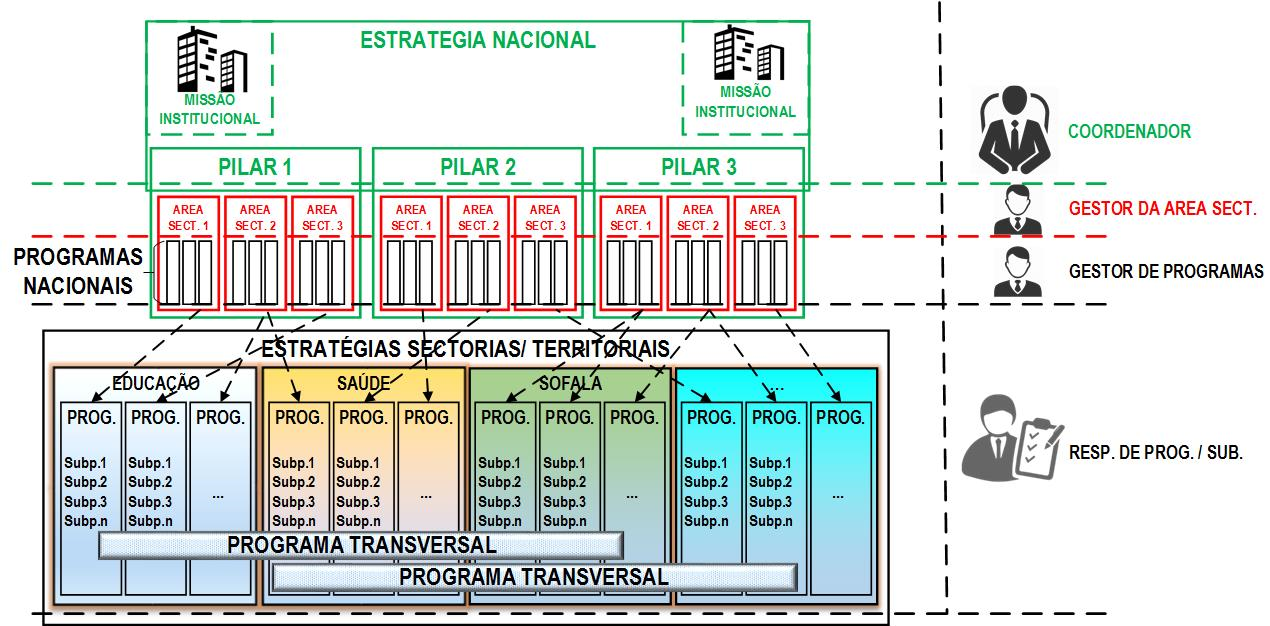 ESTRATEGIA NACIONAL
MISSÃO
INSTITUCIONAL
MISSÃO
INSTITUCIONAL
COORDENADOR
PILAR 1
PILAR 2
PILAR 3
AREA
SECT. 1
AREA
SECT. 2
AREA
SECT. 3
AREA
SECT. 1
AREA
SECT. 2
AREA
SECT. 3
AREA
SECT. 1
AREA
SECT. 2
AREA
SECT. 3
GESTOR DA AREA SECT.
PROGRAMAS
NACIONAIS
GESTOR DE PROGRAMAS
ESTRATÉGIAS SECTORIAS/ TERRITORIAIS
EDUCAÇÃO
PROG.
Subp.1
Subp.2
Subp.3
Subp.n
PROG.
Subp.1
Subp.2
Subp.3
Subp.n
PROG.
...
SAÚDE
PROG.
Subp.1
Subp.2
Subp.3
Subp.n
PROG.
Subp.1
Subp.2
Subp.3
Subp.n
PROG.
...
SOFALA
PROG.
Subp.1
Subp.2
Subp.3
Subp.n
PROG.
Subp.1
Subp.2
Subp.3
Subp.n
PROG.
...
...
PROG.
Subp.1
Subp.2
Subp.3
Subp.n
PROG.
Subp.1
Subp.2
Subp.3
Subp.n
PROG.
...
RESP. DE PROG. / SUB.
PROGRAMA TRANSVERSAL
PROGRAMA TRANSVERSAL